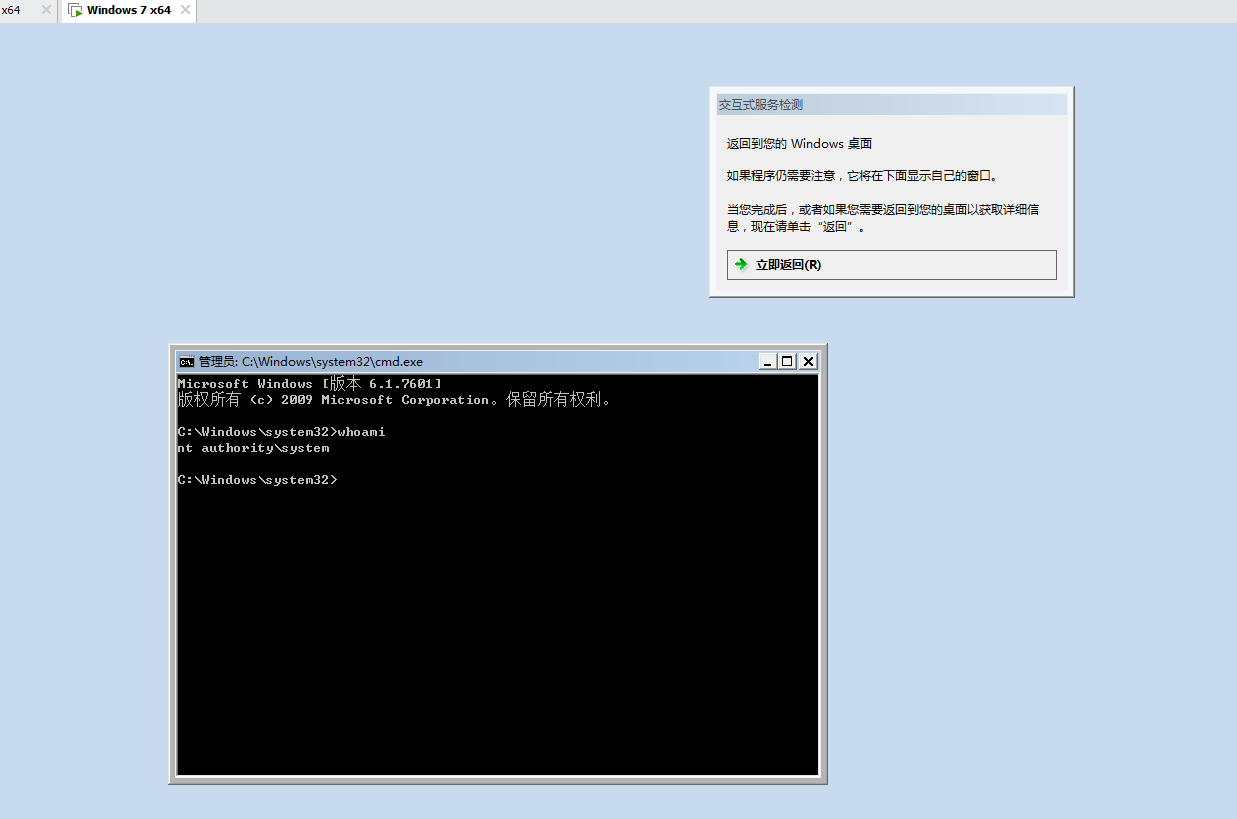 x64
Windows 7 x64
交互式服务检测
返回到您的 Windows 桌面
如果程序仍需要注意，它将在下面显示自己的窗口。
当您完成后，或者如果您需要返回到您的桌面以获取详细信
息，现在请单击“返回”。
立即返回(R)
管理员: C:\Windows\system32\cmd.exe
Microsoft Windows [版本 6.1.7601]
版权所有 (c) 2009 Microsoft Corporation。保留所有权利。
C:\Windows\system32>whoami
nt authority\system
C:\Windows\system32>